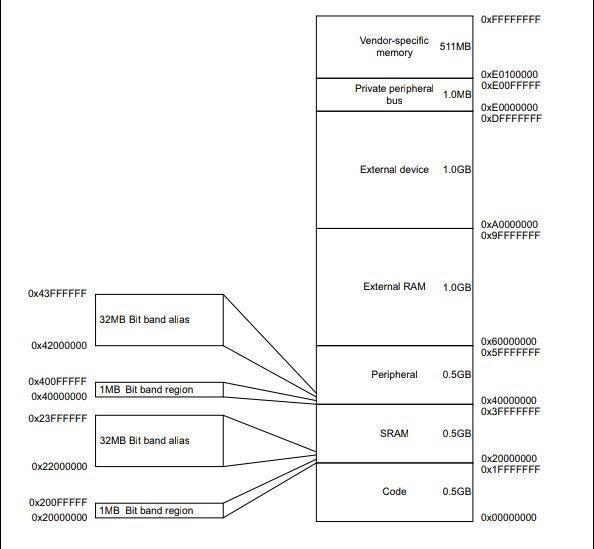 0xFFFFFFFF
Vendor-specific
memory
511MB
0xE0100000
0xE00FFFFF
Private peripheral
bus
1.0MB
0xE0000000
0xDFFFFFFF
External device
1.0GB
0xA0000000
0x9FFFFFFF
External RAM
1.0GB
0x60000000
0x5FFFFFFF
Peripheral
0.5GB
0x40000000
0x3FFFFFFF
SRAM
0.5GB
0x20000000
0x1FFFFFFF
Code
0.5GB
0x00000000
0x43FFFFFF
32MB Bit band alias
0x42000000
0x400FFFFF
1MB Bit band region
0x40000000
0x23FFFFFF
32MB Bit band alias
0x22000000
0x200FFFFF
1MB Bit band region
0x20000000